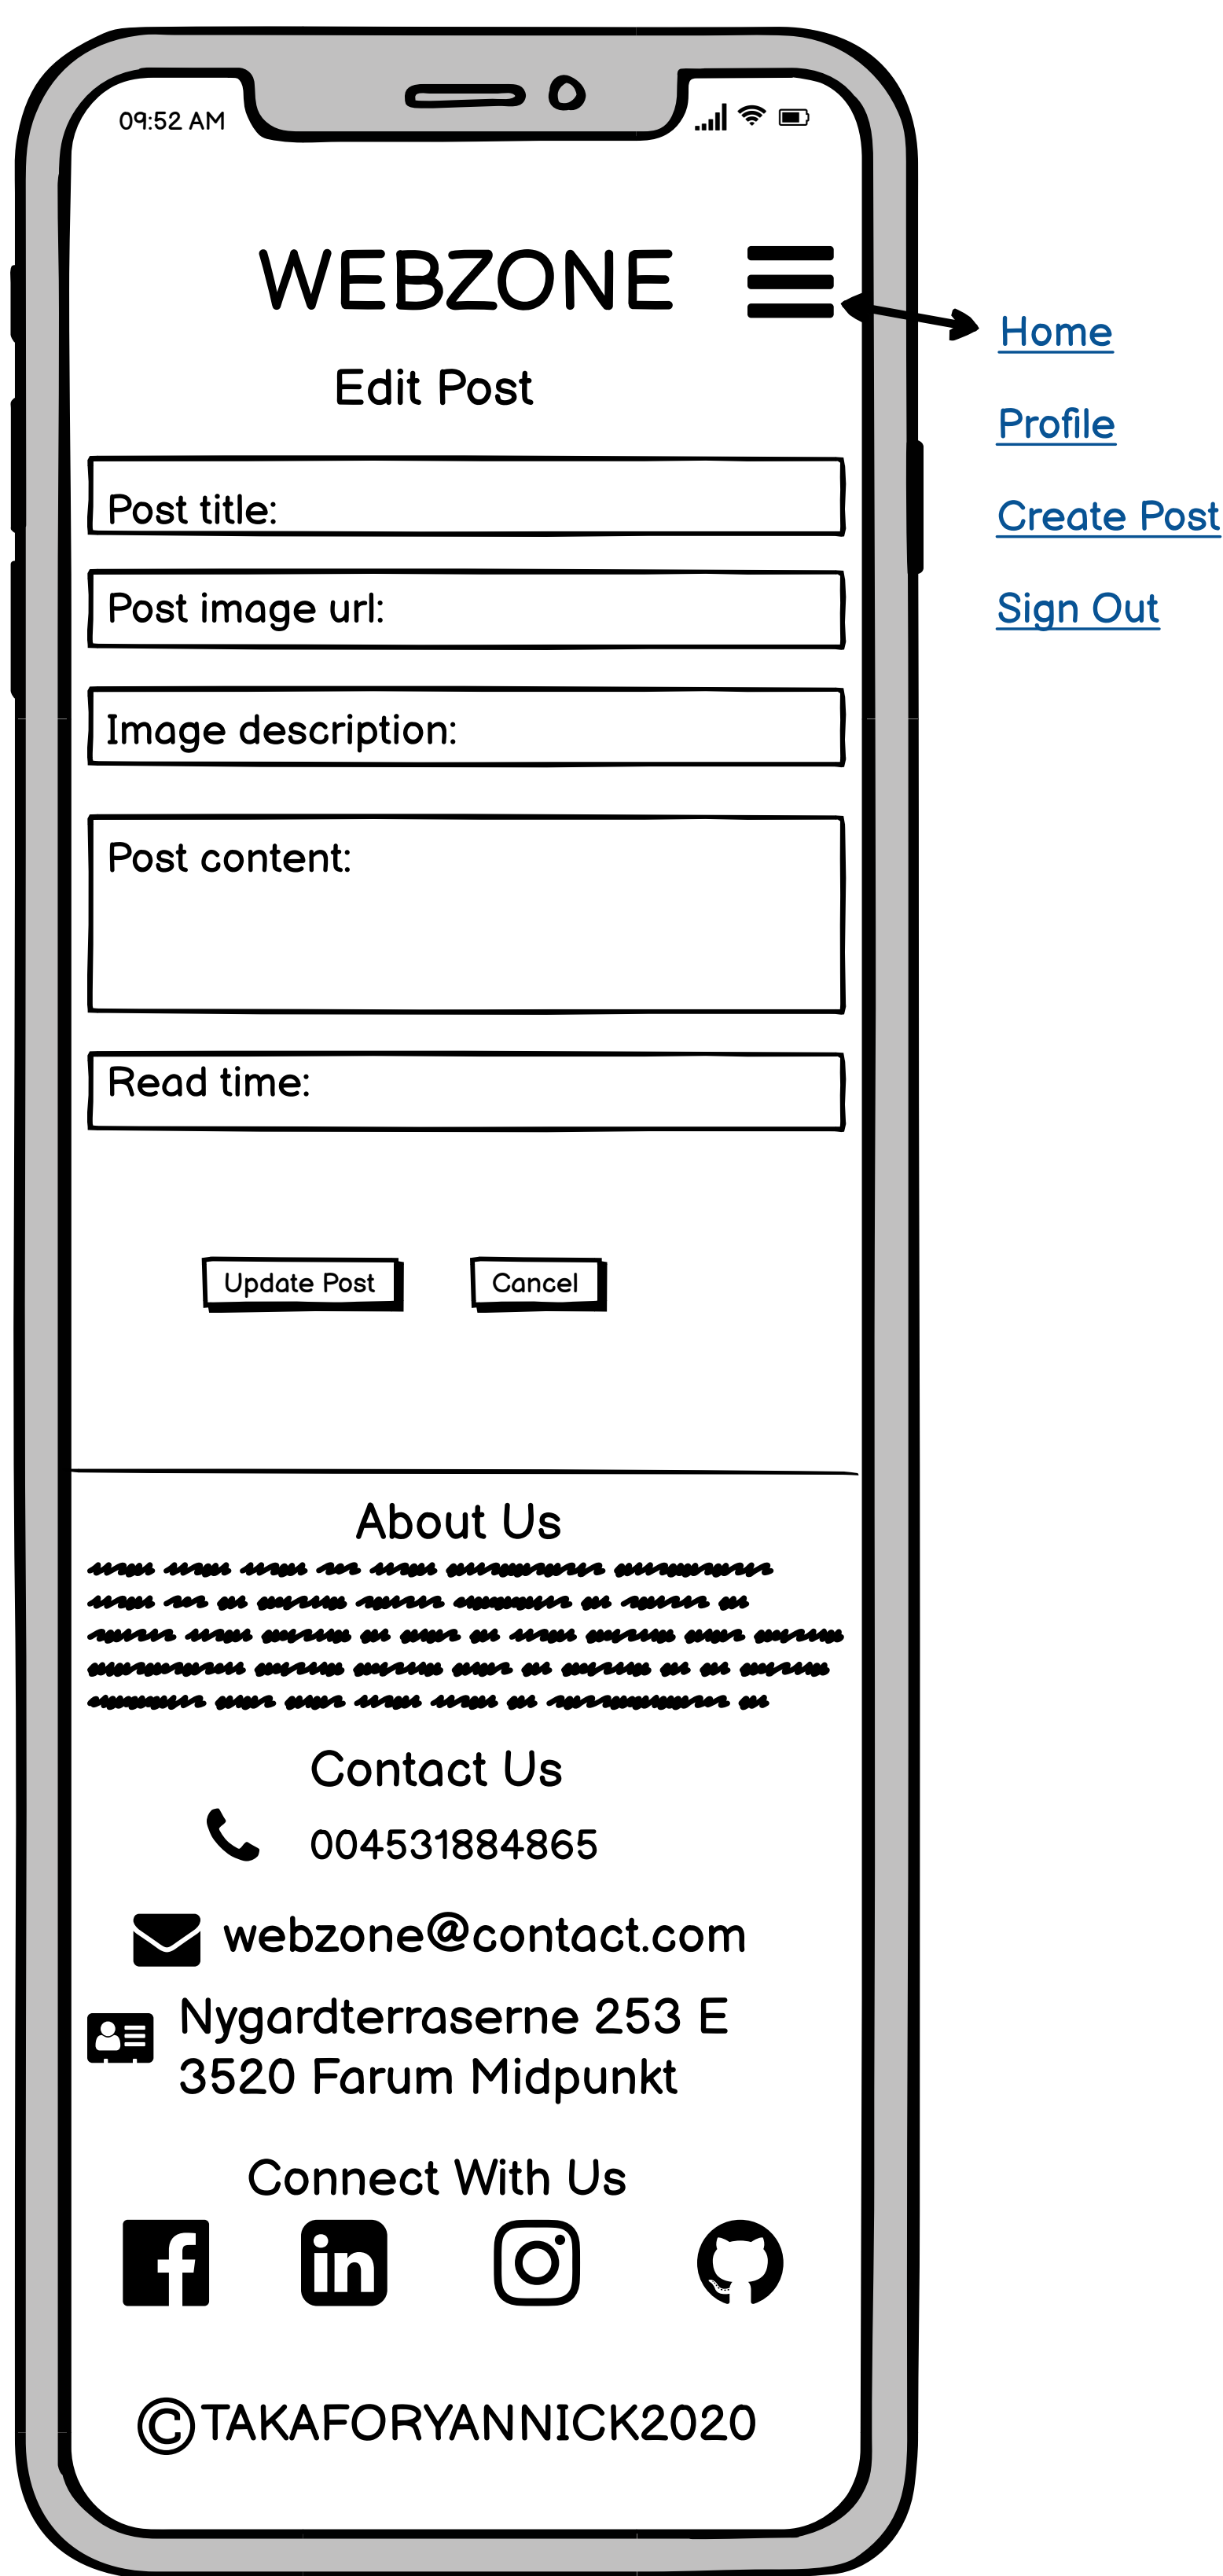 09:52 AM
WEBZONE
Home
Edit Post
Profile
Post title:
Create Post
Post image url:
Sign Out
Image description:
Post content:
Read time:
Update Post
Cancel
About Us
Contact Us
004531884865
webzone@contact.com
Nygardterraserne 253 E
3520 Farum Midpunkt
Connect With Us
©TAKAFORYANNICK2020